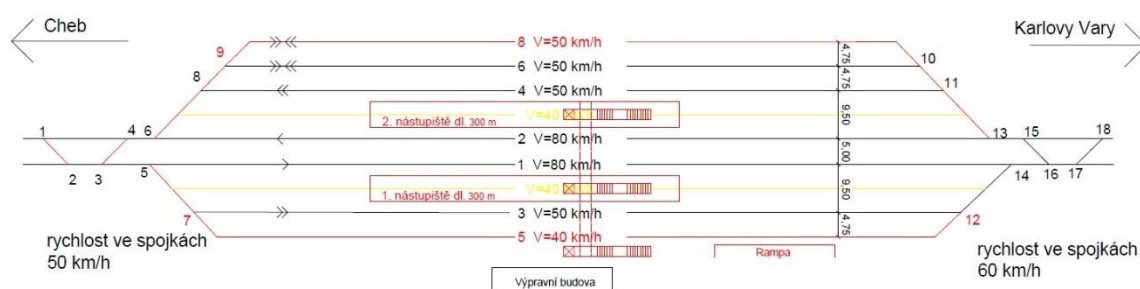 Cheb
Karlovy Vary
9
8 V=50 km/h
10
4,75
8
6 V=50 km/h
11
4,75
4 V=50 km/h
V=40
9,50
2. nástupiště dl. 300 m
1
4
6
2 V=80 km/h
13
15
18
5,00
2
3
5
1 V=80 km/h
14
16
17
V=40
9,50
1. nástupiště dl. 300 m
7
3 V=50 km/h
12
4,75
5 V=40 km/h
rychlost ve spojkách
50 km/h
Rampa
rychlost ve spojkách
60 km/h
Výpravní budova